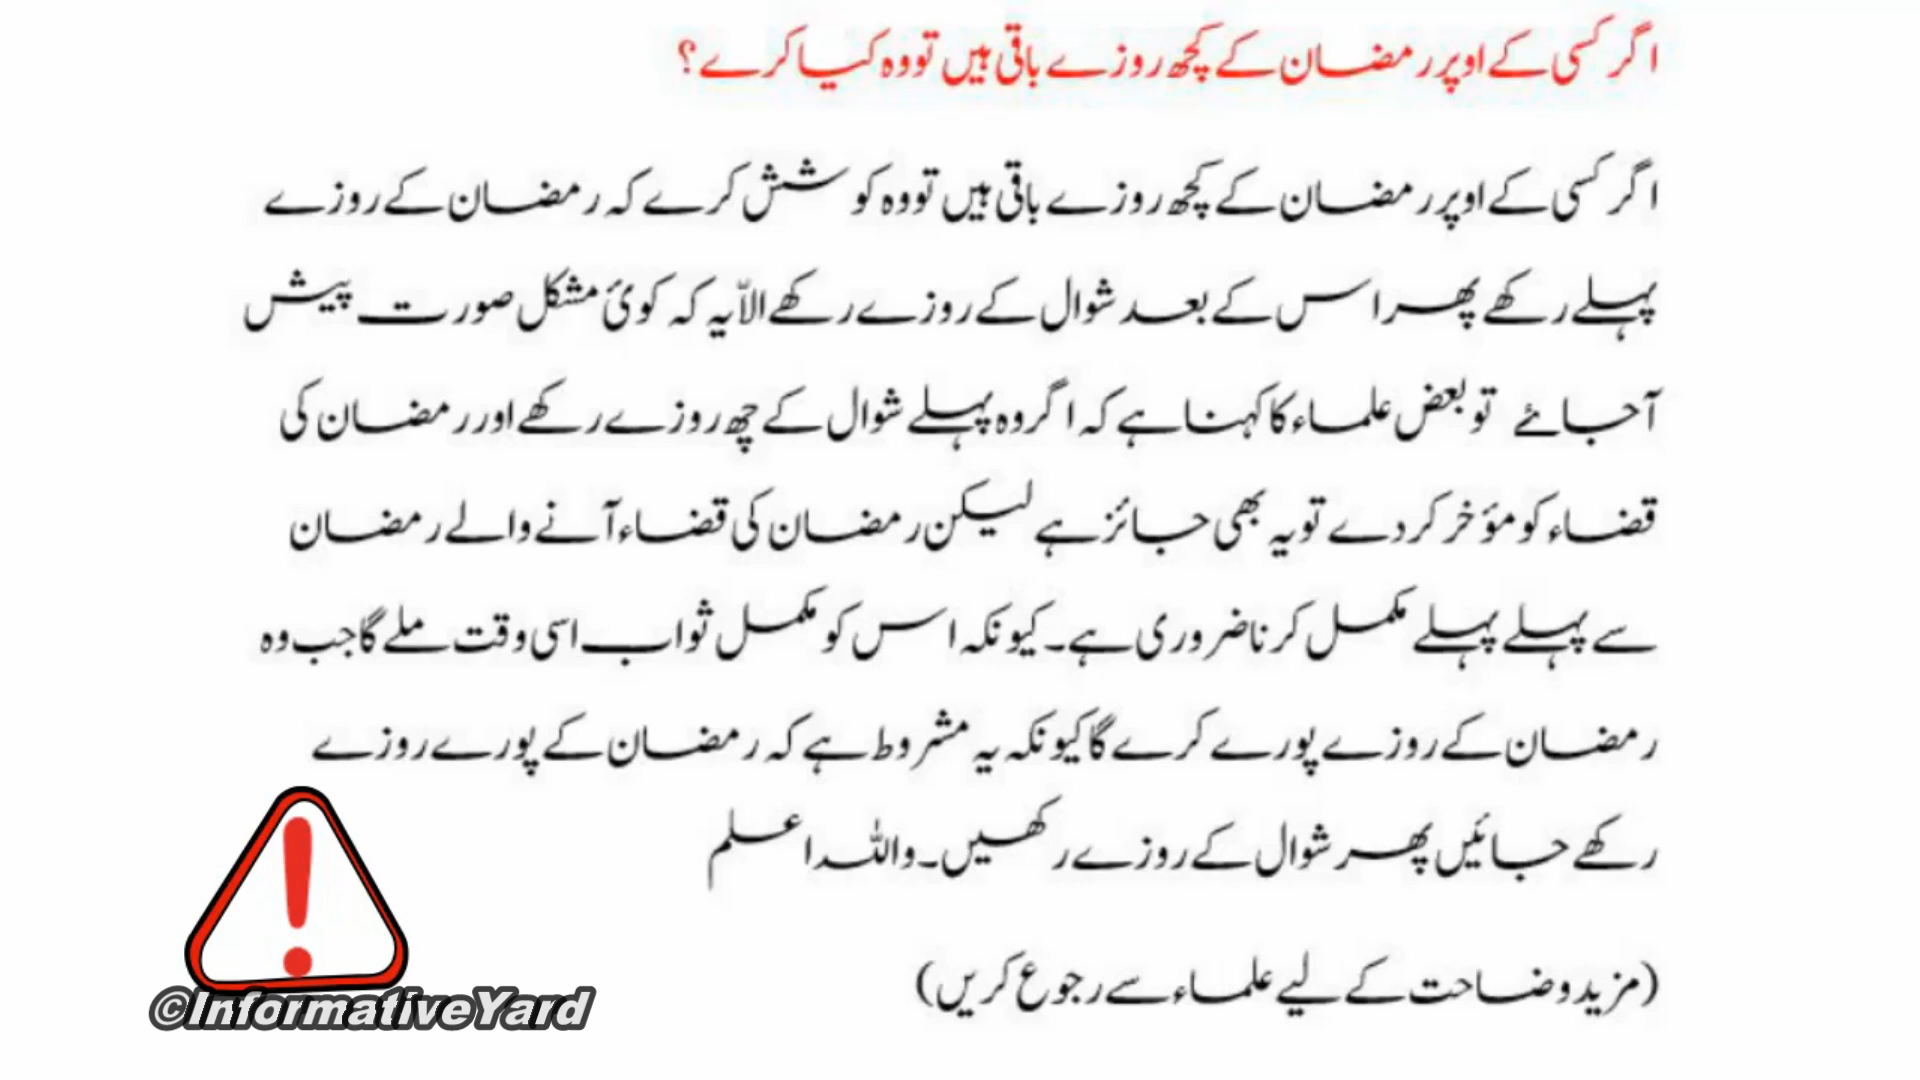 اگر کسی کے اوپر رمضان کے کچھ روزے باقی ہیں تو وہ کیا کرے؟
اگر کسی کے اوپر رمضان کے کچھ روزے باقی ہیں تو وہ کوشش کرے کہ رمضان کے روزے
پہلے رکھے پھر اس کے بعد شوال کے روزے رکھے الاّ یہ کہ کوئ مشکل صورت پیش
آجائے تو بعض علماء کا کہنا ہے کہ اگر وہ پہلے شوال کے چھ روزے رکھے اور رمضان کی
قضاء کو مؤخر کردے تو یہ بھی جائز ہے لیکن رمضان کی قضاء آنے والے رمضان
سے پہلے پہلے مکمل کرنا ضروری ہے۔ کیونکہ اس کو مکمل ثواب اسی وقت ملے گا جب وہ
رمضان کے روزے پورے کرے گا کیونکہ یہ مشروط ہے کہ رمضان کے پورے روزے
رکھے جائیں پھر شوال کے روزے رکھیں۔ واللہ اعلم
(مزید وضاحت کے لیے علماء سے رجوع کریں)
©InformativeYard